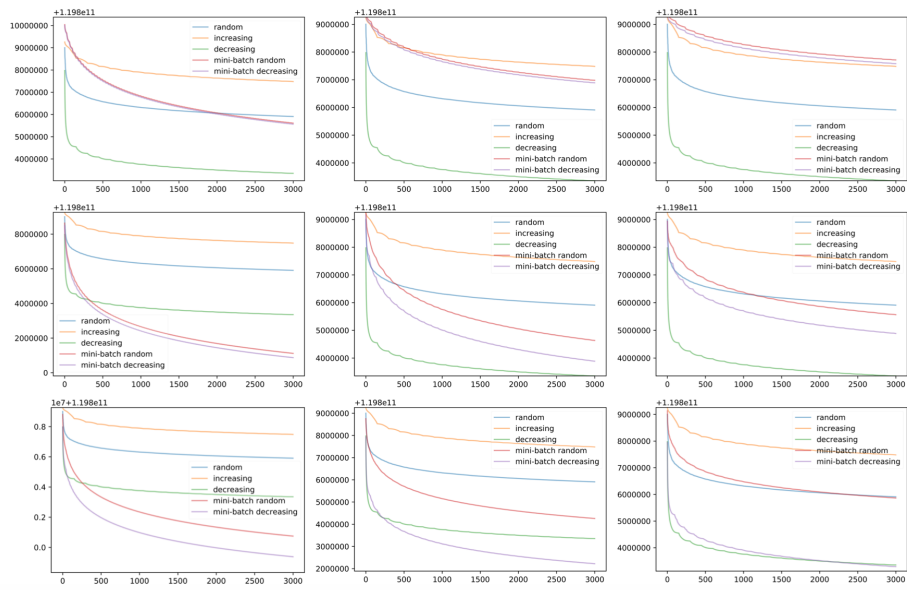 +1.198e11
10000000
9000000
8000000
7000000
6000000
5000000
4000000
random
increasing
decreasing
mini-batch random
mini-batch decreasing
0 500 1000 1500 2000 2500 3000
+1.198e11
9000000
8000000
7000000
6000000
5000000
4000000
random
increasing
decreasing
mini-batch random
mini-batch decreasing
0 500 1000 1500 2000 2500 3000
+1.198e11
9000000
8000000
7000000
6000000
5000000
4000000
random
increasing
decreasing
mini-batch random
mini-batch decreasing
0 500 1000 1500 2000 2500 3000
+1.198e11
8000000
6000000
4000000
2000000
0
random
increasing
decreasing
mini-batch random
mini-batch decreasing
0 500 1000 1500 2000 2500 3000
+1.198e11
9000000
8000000
7000000
6000000
5000000
4000000
random
increasing
decreasing
mini-batch random
mini-batch decreasing
0 500 1000 1500 2000 2500 3000
+1.198e11
9000000
8000000
7000000
6000000
5000000
4000000
random
increasing
decreasing
mini-batch random
mini-batch decreasing
0 500 1000 1500 2000 2500 3000
1e7+1.198e11
0.8
0.6
0.4
0.2
0.0
random
increasing
decreasing
mini-batch random
mini-batch decreasing
0 500 1000 1500 2000 2500 3000
+1.198e11
9000000
8000000
7000000
6000000
5000000
4000000
3000000
2000000
random
increasing
decreasing
mini-batch random
mini-batch decreasing
0 500 1000 1500 2000 2500 3000
+1.198e11
9000000
8000000
7000000
6000000
5000000
4000000
random
increasing
decreasing
mini-batch random
mini-batch decreasing
0 500 1000 1500 2000 2500 3000